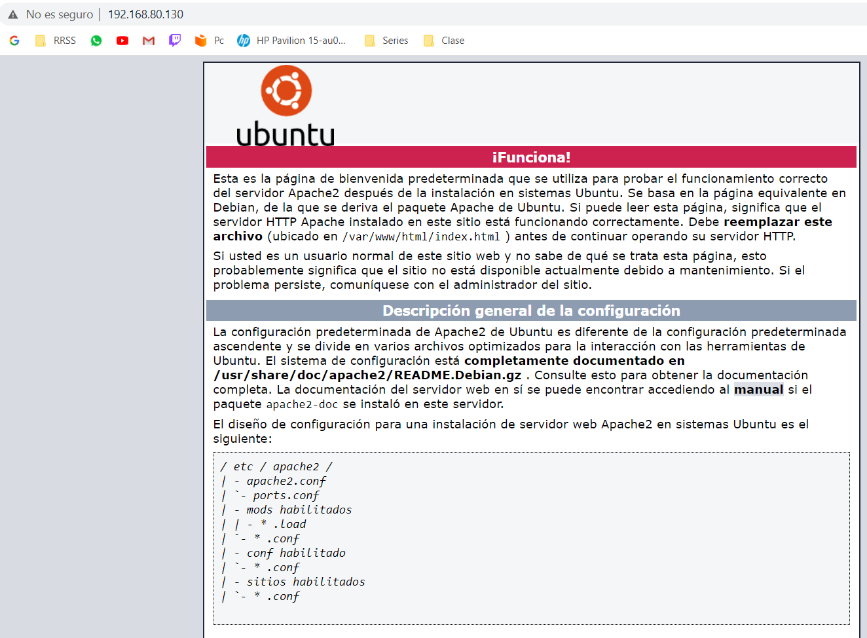 No es seguro | 192.168.80.130
G RRSS Pc hp HP Pavilion 15-au0... Series Clase
ubuntu
¡Funciona!
Esta es la página de bienvenida predeterminada que se utiliza para probar el funcionamiento correcto
del servidor Apache2 después de la instalación en sistemas Ubuntu. Se basa en la página equivalente en
Debian, de la que se deriva el paquete Apache de Ubuntu. Si puede leer esta página, significa que el
servidor HTTP Apache instalado en este sitio está funcionando correctamente. Debe reemplazar este
archivo (ubicado en /var/www/html/index.html ) antes de continuar operando su servidor HTTP.
Si usted es un usuario normal de este sitio web y no sabe de qué se trata esta página, esto
probablemente significa que el sitio no está disponible actualmente debido a mantenimiento. Si el
problema persiste, comuníquese con el administrador del sitio.
Descripción general de la configuración
La configuración predeterminada de Apache2 de Ubuntu es diferente de la configuración predeterminada
ascendente y se divide en varios archivos optimizados para la interacción con las herramientas de
Ubuntu. El sistema de configuración está completamente documentado en
/usr/share/doc/apache2/README.Debian.gz . Consulte esto para obtener la documentación
completa. La documentación del servidor web en sí se puede encontrar accediendo al manual si el
paquete apache2-doc se instaló en este servidor.
El diseño de configuración para una instalación de servidor web Apache2 en sistemas Ubuntu es el
siguiente:
/ etc / apache2 /
| - apache2.conf
| `- ports.conf
| - mods habilitados
| | - * .load
| `- * .conf
| - conf habilitado
| `- * .conf
| - sitios habilitados
| `- * .conf